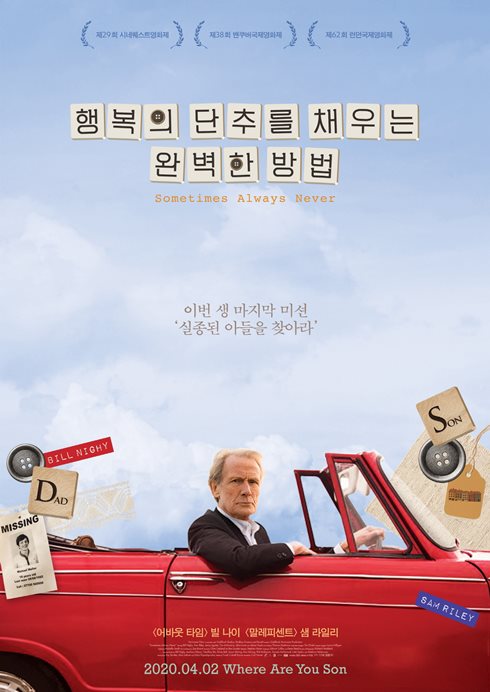 제29회 시네퀘스트영화제
제38회 밴쿠버국제영화제
제62회 런던국제영화제
행복의 단추를 채우는
완벽한 방법
Sometimes Always Never
이번 생 마지막 미션
‘실종된 아들을 찾아라’
BILL NIGHY
DAD
SON
MISSING
SAM RILEY
<어바웃 타임> 빌 나이 <말레피센트> 샘 라일리
2020.04.02 Where Are You Son